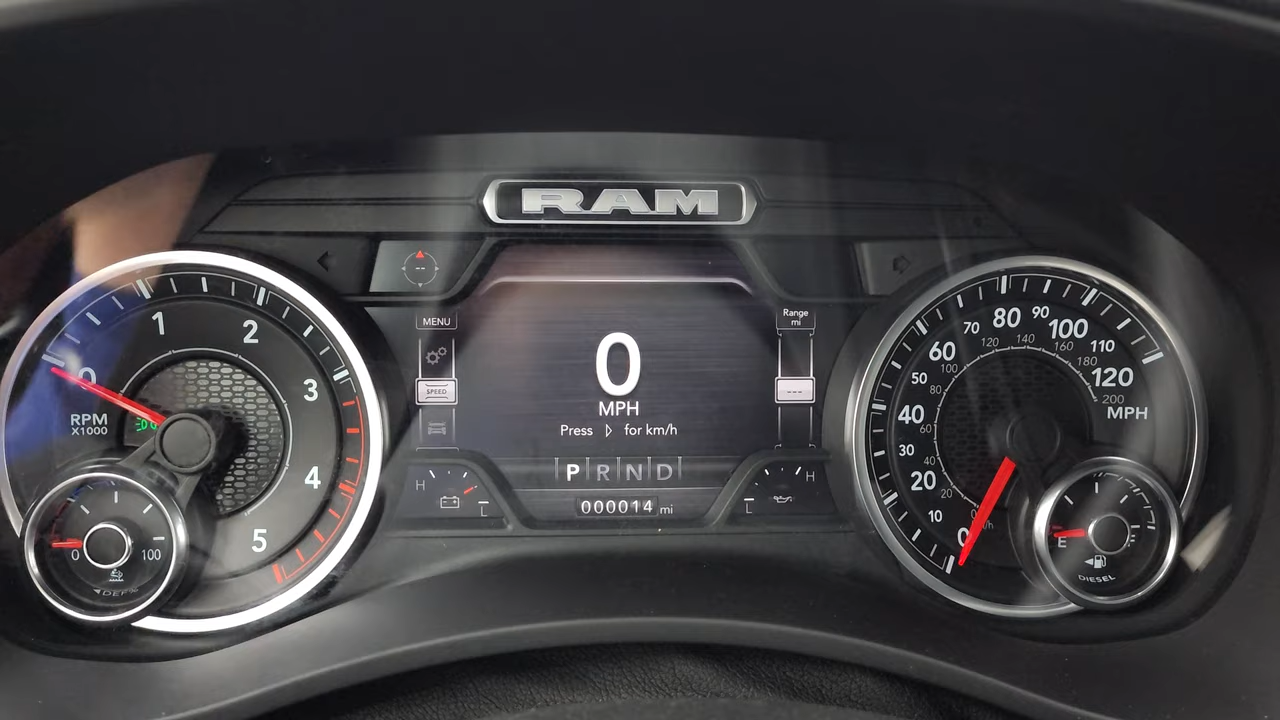 RAM
MENU
Range
mi
SPEED
---
--
0
MPH
Press ▷ for km/h
P R N D
000014 mi
H
L
H
L
0
1
2
3
4
5
RPM
X1000
0
100
DEF%
0
10
20
30
40
50
60
70
80
90
100
110
120
MPH
20
40
60
80
100
120
140
160
180
200
E
F
DIESEL